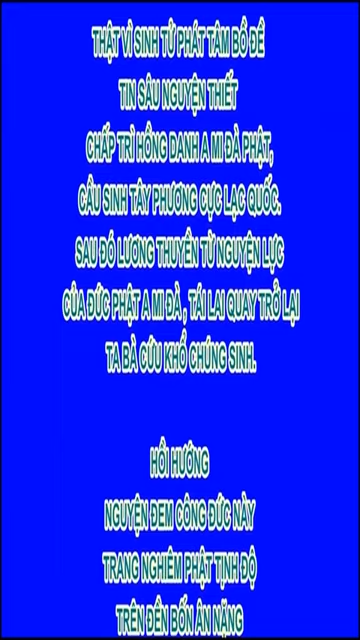 THẬT VÌ SINH TỬ PHÁT TÂM BỒ ĐỀ
TIN SÂU NGUYỆN THIẾT
CHẤP TRÌ HỒNG DANH A MI ĐÀ PHẬT,
CẦU SINH TÂY PHƯƠNG CỰC LẠC QUỐC.
SAU ĐÓ LƯƠNG THUYỀN TỪ NGUYỆN LỰC
CỦA ĐỨC PHẬT A MI ĐÀ , TÁI LAI QUAY TRỞ LẠI
TA BÀ CỨU KHỔ CHÚNG SINH.
HỒI HƯỚNG
NGUYỆN ĐEM CÔNG ĐỨC NÀY
TRANG NGHIÊM PHẬT TỊNH ĐỘ
TRÊN ĐỀN BỐN ÂN NẶNG